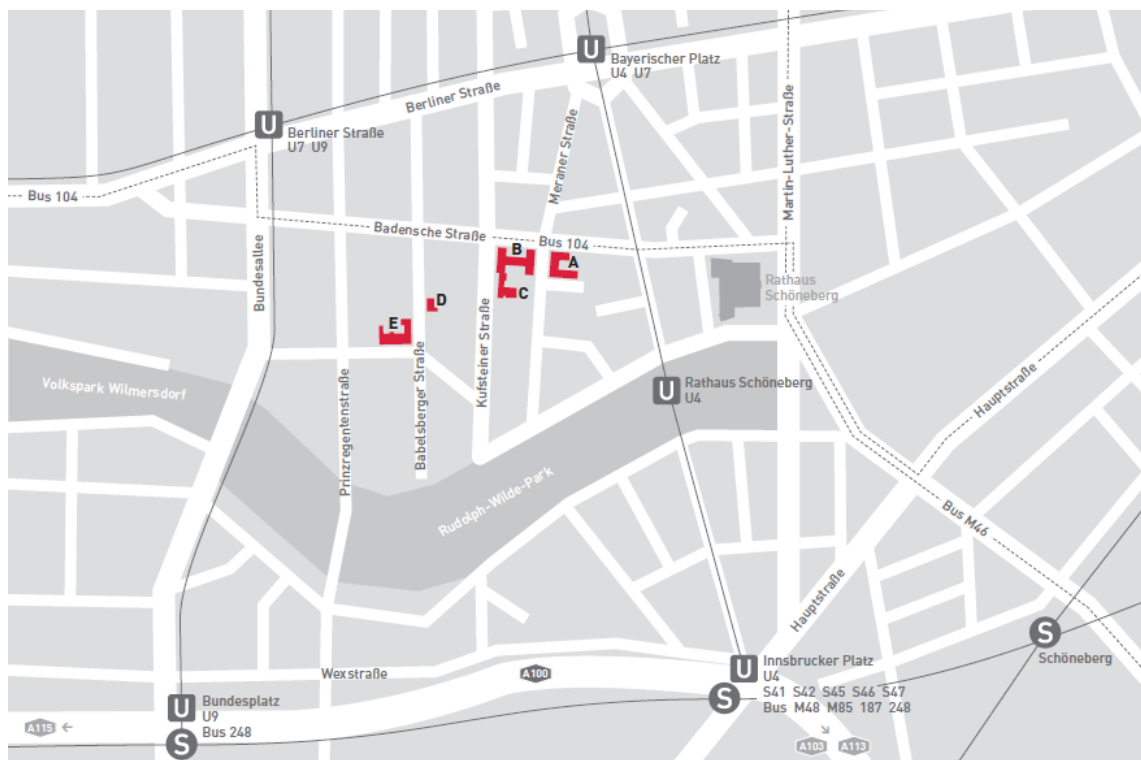 U
Bayerischer Platz
U4 U7
Berliner Straße
U
Berliner Straße
U7 U9
Meraner Straße
Martin-Luther-Straße
Bus 104
Badensche Straße
Bus 104
B
A
C
D
E
Rathaus
Schöneberg
Bundesallee
Kufsteiner Straße
Babelsberger Straße
Prinzregentenstraße
Volkspark Wilmersdorf
U
Rathaus Schöneberg
U4
Hauptstraße
Rudolph-Wilde-Park
Bus M46
Hauptstraße
S
Schöneberg
Wexstraße
A100
U
Innsbrucker Platz
U4
S
S41 S42 S45 S46 S47
Bus M48 M85 187 248
U
Bundesplatz
U9
Bus 248
S
A115 ←
↘
A103 A113